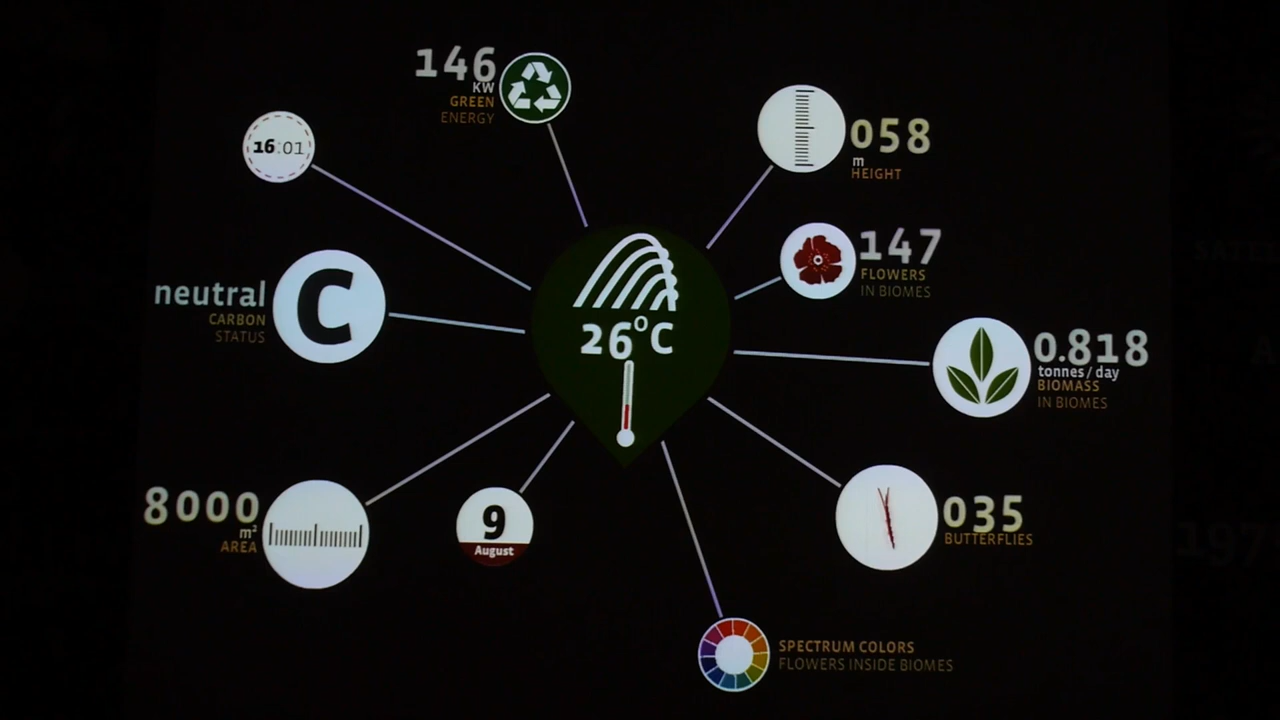 146
KW
GREEN
ENERGY
16:01
058
m
HEIGHT
147
FLOWERS
IN BIOMES
neutral
CARBON
STATUS
C
26°C
0.818
tonnes/day
BIOMASS
IN BIOMES
8000
m²
AREA
9
August
035
BUTTERFLIES
SPECTRUM COLORS
FLOWERS INSIDE BIOMES